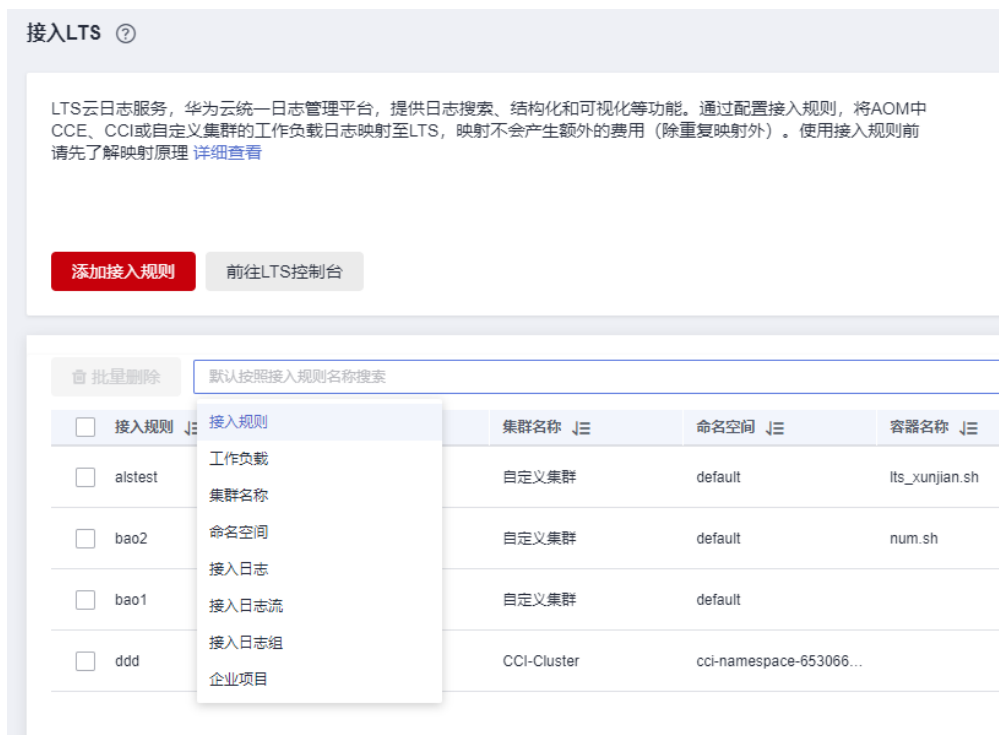 接入LTS ?
LTS云日志服务，华为云统一日志管理平台，提供日志搜索、结构化和可视化等功能。通过配置接入规则，将AOM中
CCE、CCI或自定义集群的工作负载日志映射至LTS，映射不会产生额外的费用（除重复映射外）。使用接入规则前
请先了解映射原理 详细查看
添加接入规则 前往LTS控制台
批量删除 默认按照接入规则名称搜索
接入规则 集群名称 命名空间 容器名称
接入规则
工作负载
集群名称
命名空间
接入日志
接入日志流
接入日志组
企业项目
alstest 自定义集群 default lts_xunjian.sh
bao2 自定义集群 default num.sh
bao1 自定义集群 default
ddd CCI-Cluster cci-namespace-653066...